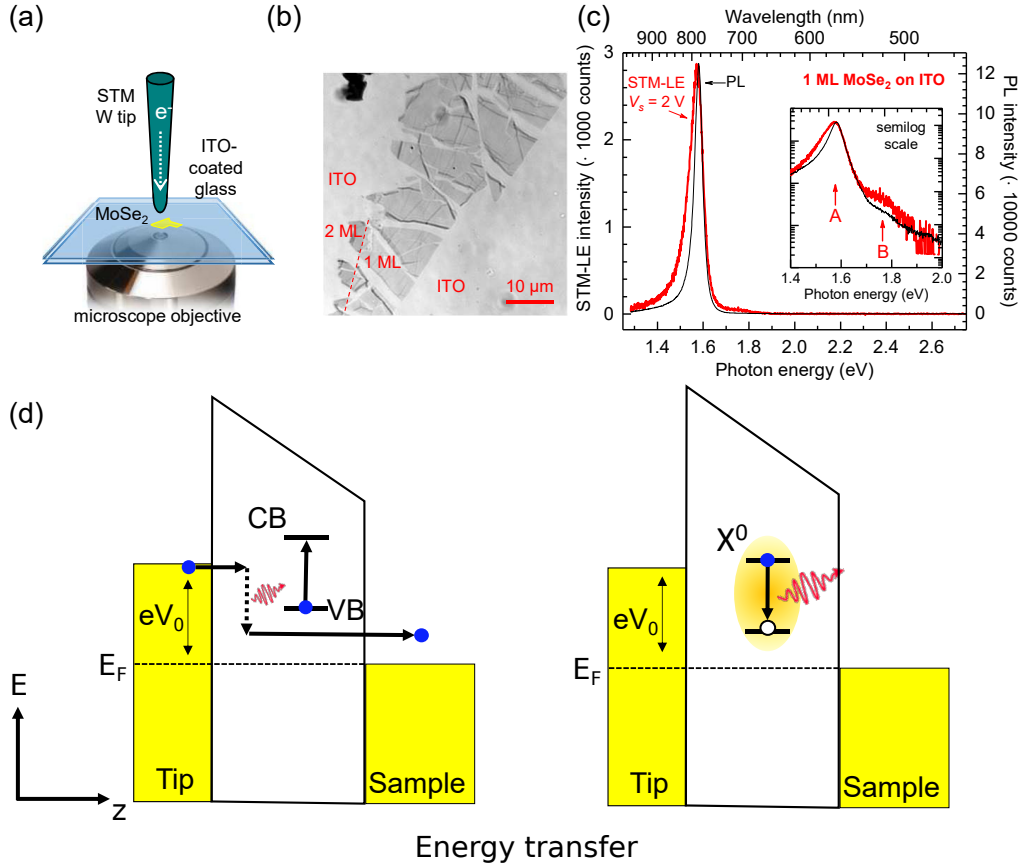 (a)
STM
W tip
e⁻
ITO-
coated
glass
MoSe₂
microscope objective
(b)
ITO
2 ML
1 ML
ITO
10 µm
(c)
Wavelength (nm)
900 800 700 600 500
STM-LE intensity (· 1000 counts)
3
2
1
0
STM-LE
Vₛ = 2 V
PL
1 ML MoSe₂ on ITO
semilog
scale
A
B
1.4 1.6 1.8 2.0
Photon energy (eV)
12
10
8
6
4
2
0
PL intensity (· 10000 counts)
1.4 1.6 1.8 2.0 2.2 2.4 2.6
Photon energy (eV)
(d)
CB
VB
eV₀
E_F
E
z
Tip
Sample
X⁰
eV₀
E_F
Tip
Sample
Energy transfer